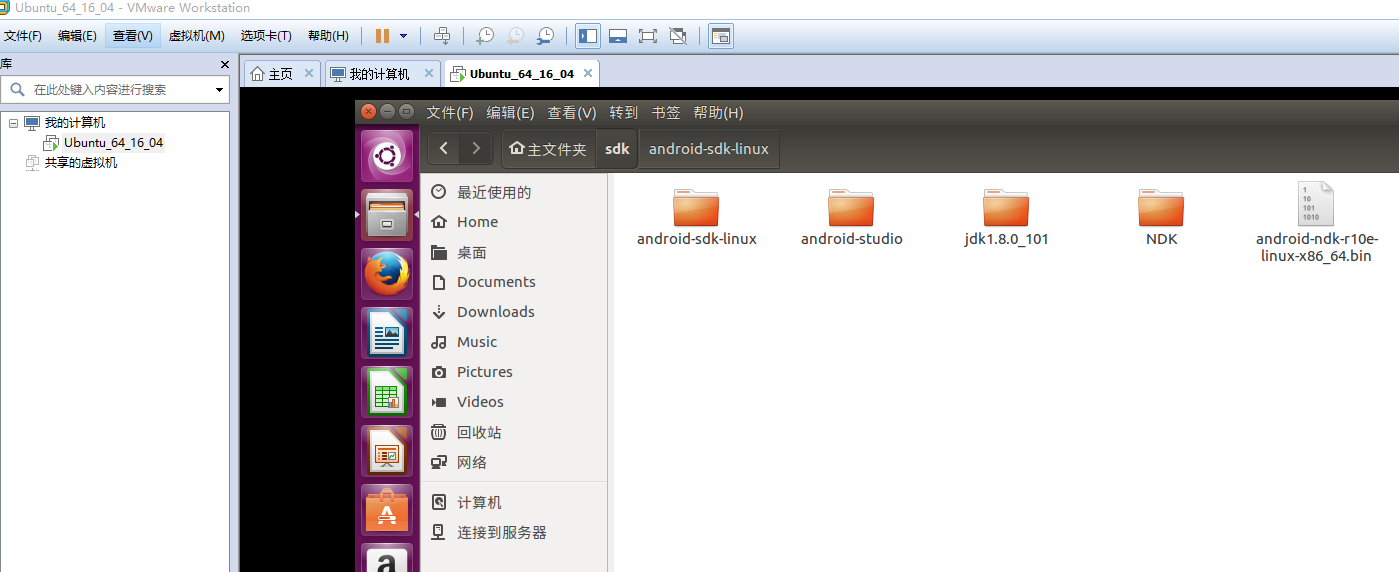 Ubuntu_64_16_04 - VMware Workstation
文件(F) 编辑(E) 查看(V) 虚拟机(M) 选项卡(T) 帮助(H)
库
在此处键入内容进行搜索
我的计算机
Ubuntu_64_16_04
共享的虚拟机
主页 我的计算机 Ubuntu_64_16_04
文件(F) 编辑(E) 查看(V) 转到 书签 帮助(H)
主文件夹 sdk android-sdk-linux
最近使用的
Home
桌面
Documents
Downloads
Music
Pictures
Videos
回收站
网络
计算机
连接到服务器
android-sdk-linux
android-studio
jdk1.8.0_101
NDK
1
10
101
1010
android-ndk-r10e-
linux-x86_64.bin
a